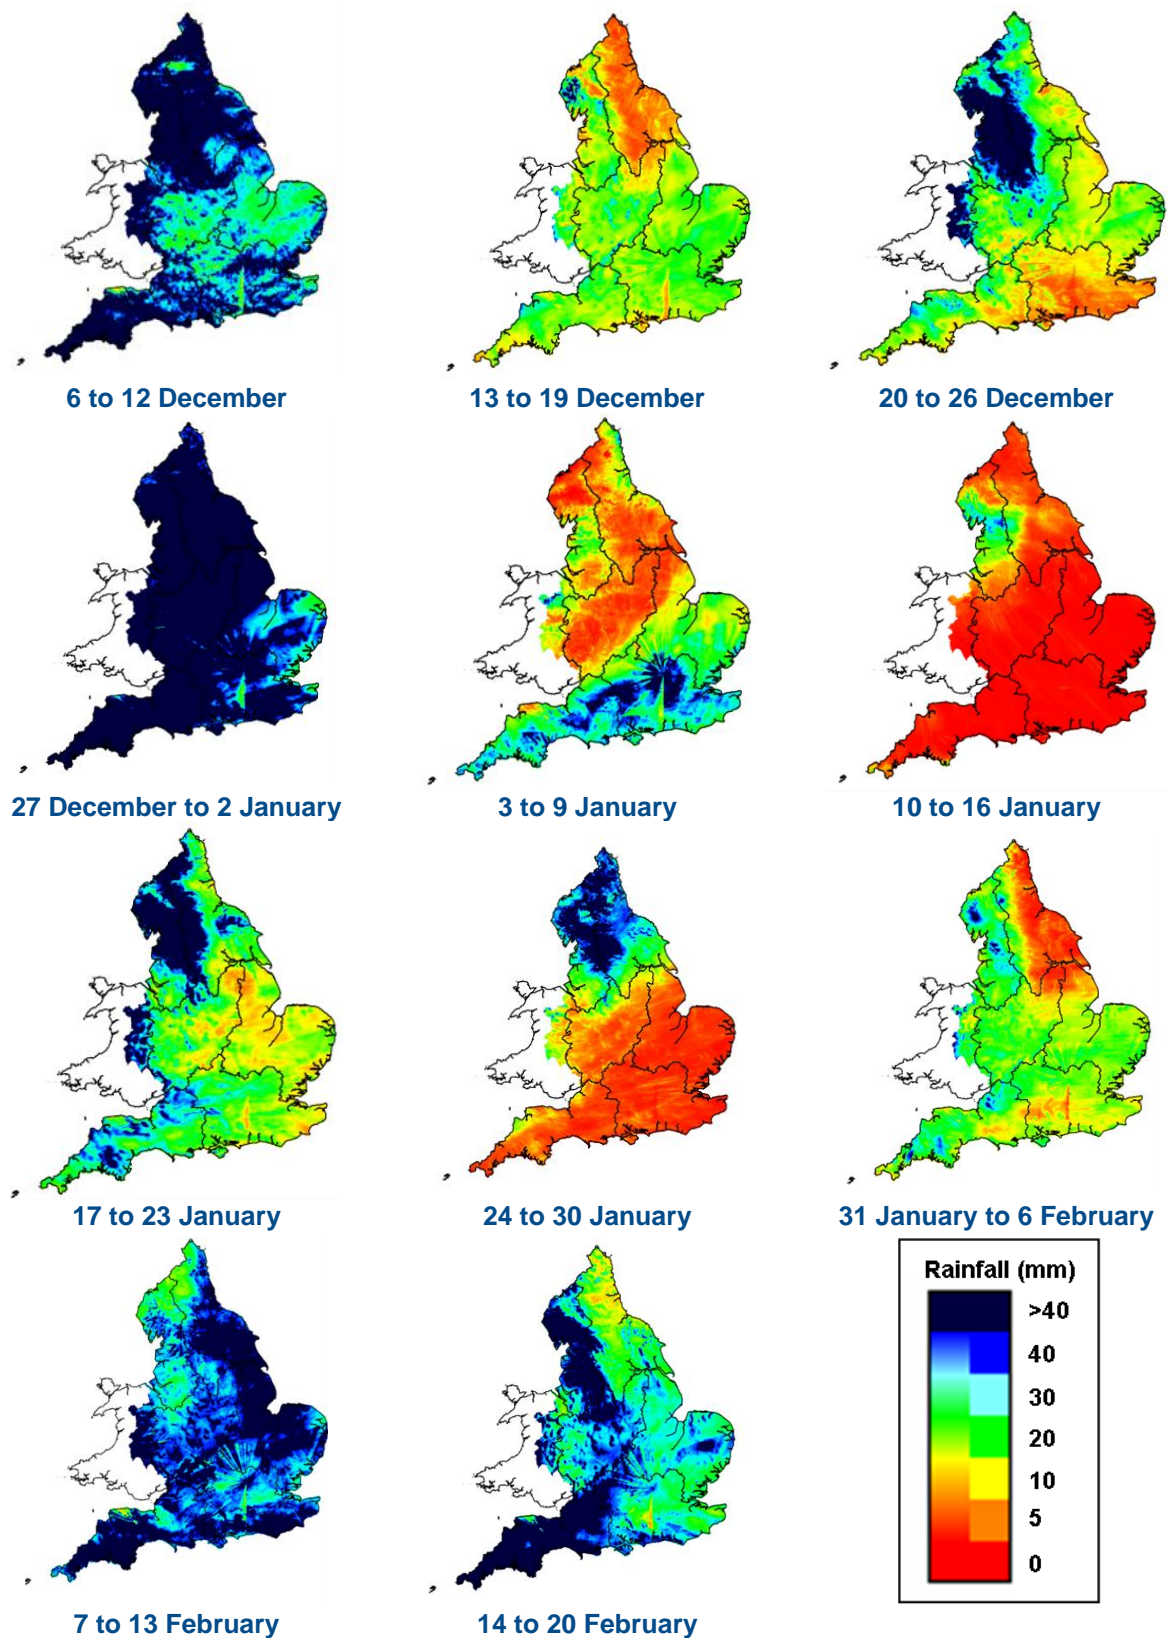 6 to 12 December
13 to 19 December
20 to 26 December
27 December to 2 January
3 to 9 January
10 to 16 January
17 to 23 January
24 to 30 January
31 January to 6 February
7 to 13 February
14 to 20 February
Rainfall (mm)
>40
40
30
20
10
5
0